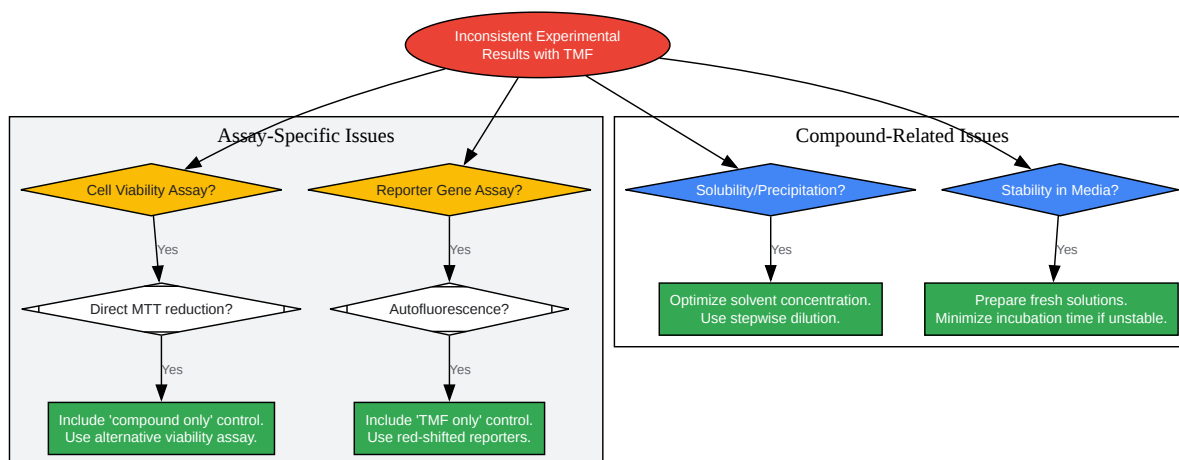 Inconsistent Experimental
Results with TMF
Assay-Specific Issues
Compound-Related Issues
Cell Viability Assay?
Reporter Gene Assay?
Solubility/Precipitation?
Stability in Media?
Yes
Yes
Yes
Yes
Direct MTT reduction?
Autofluorescence?
Optimize solvent concentration.
Use stepwise dilution.
Prepare fresh solutions.
Minimize incubation time if unstable.
Yes
Yes
Include 'compound only' control.
Use alternative viability assay.
Include 'TMF only' control.
Use red-shifted reporters.